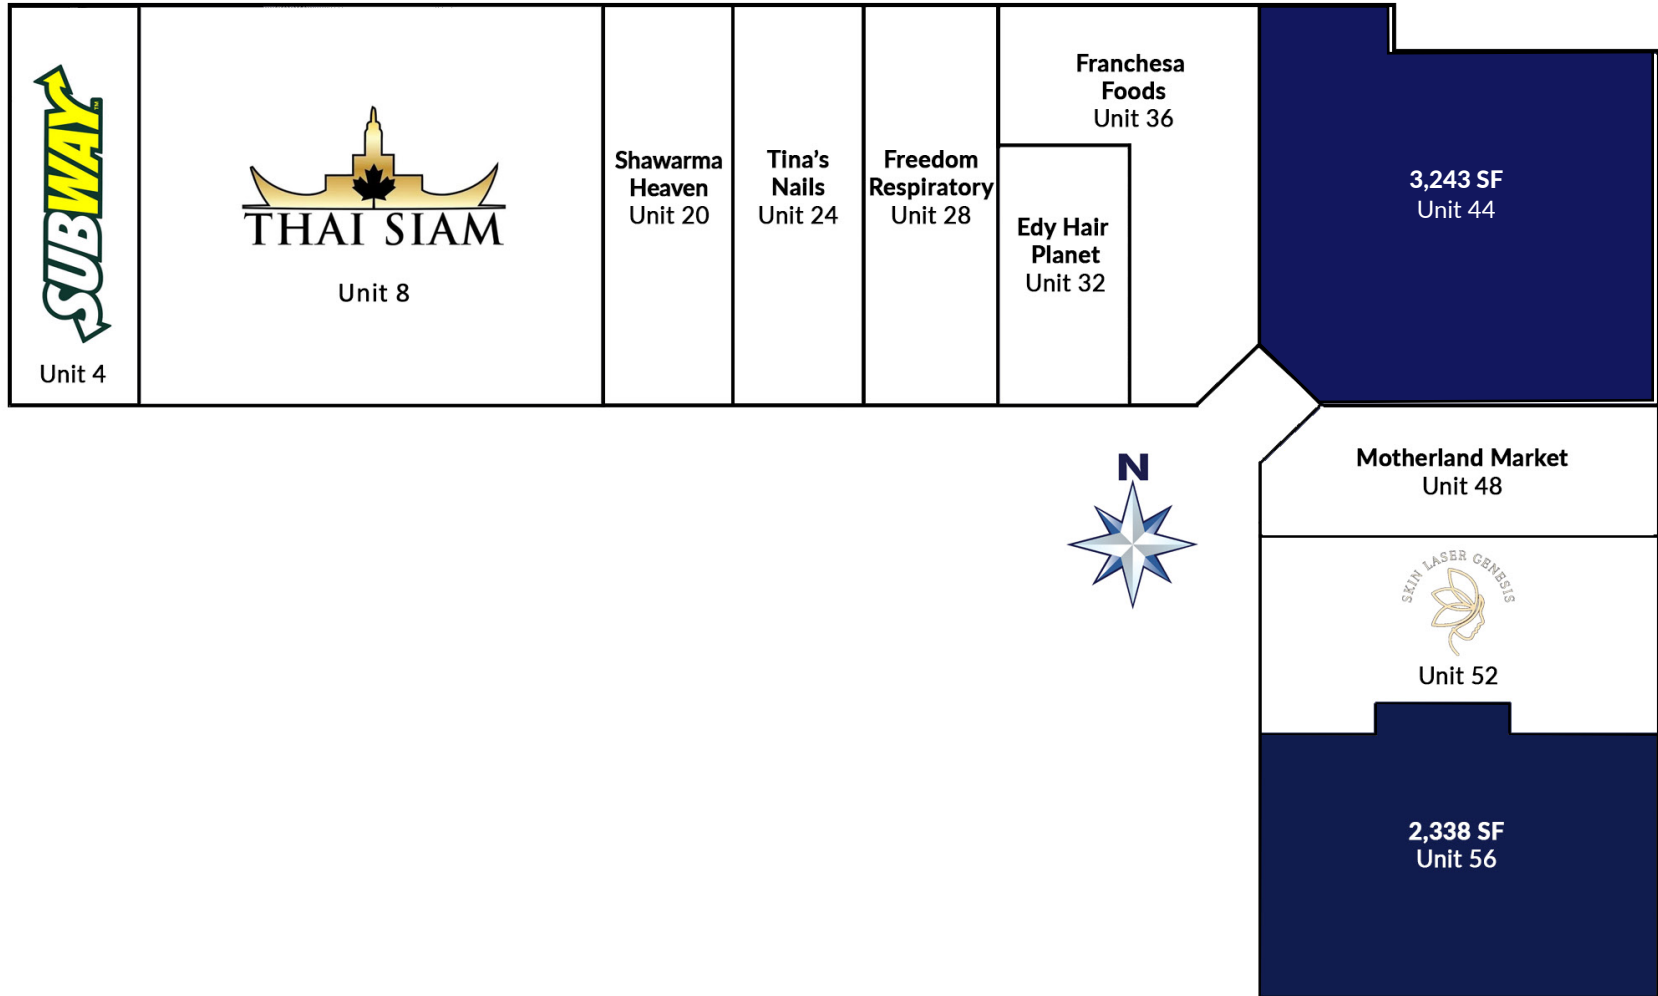 SUBWAY™
Unit 4
THAI SIAM
Unit 8
Shawarma
Heaven
Unit 20
Tina’s
Nails
Unit 24
Freedom
Respiratory
Unit 28
Franchesa
Foods
Unit 36
Edy Hair
Planet
Unit 32
3,243 SF
Unit 44
N
Motherland Market
Unit 48
SKIN LASER GENESIS
Unit 52
2,338 SF
Unit 56